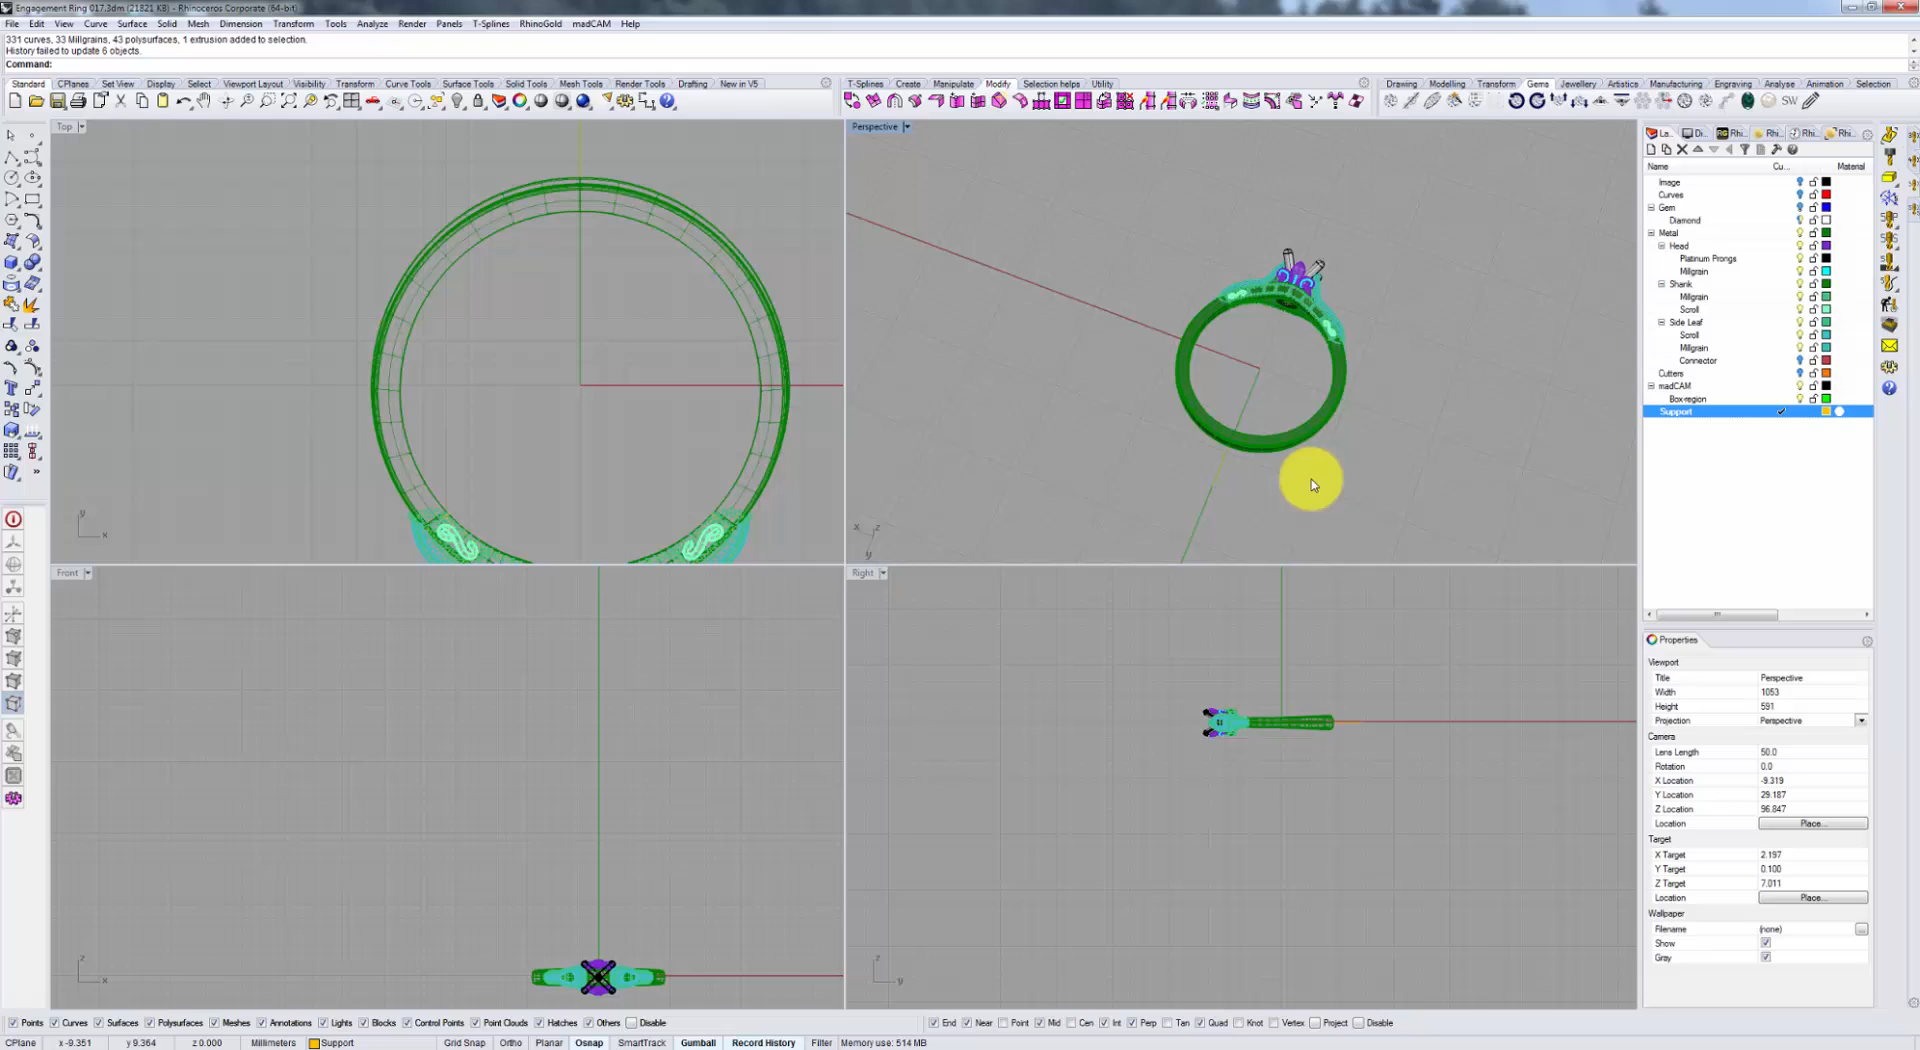 Engagement Ring 017.3dm (21821 KB) - Rhinoceros Corporate (64-bit)
File Edit View Curve Surface Solid Mesh Dimension Transform Tools Analyze Render Panels T-Splines RhinoGold madCAM Help
331 curves, 33 Millgrains, 43 polysurfaces, 1 extrusion added to selection.
History failed to update 6 objects.
Command:
Standard CPlanes Set View Display Select Viewport Layout Visibility Transform Curve Tools Surface Tools Solid Tools Mesh Tools Render Tools Drafting New in V5
T-Splines Create Manipulate Modify Selection helps Utility
Drawing Modelling Transform Gems Jewellery Artistics Manufacturing Engraving Analyse Animation Selection
SW
Top
Perspective
La... Di... Rhi... Rhi... Rhi... Rhi...
Name Cu... Material
Image
Curves
Gem
Diamond
Metal
Head
Platinum Prongs
Millgrain
Shank
Millgrain
Scroll
Side Leaf
Scroll
Millgrain
Connector
Cutters
madCAM
Box-region
Support
y
x
x z
y
Front
Right
z
x
z
y
Properties
Viewport
Title Perspective
Width 1053
Height 591
Projection Perspective
Camera
Lens Length 50.0
Rotation 0.0
X Location -9.319
Y Location 29.187
Z Location 96.847
Location Place...
Target
X Target 2.197
Y Target 0.100
Z Target 7.011
Location Place...
Wallpaper
Filename (none) ...
Show
Gray
Points Curves Surfaces Polysurfaces Meshes Annotations Lights Blocks Control Points Point Clouds Hatches Others Disable
End Near Point Mid Cen Int Perp Tan Quad Knot Vertex Project Disable
CPlane x -9.351 y 9.364 z 0.000 Millimeters Support Grid Snap Ortho Planar Osnap SmartTrack Gumball Record History Filter Memory use: 514 MB